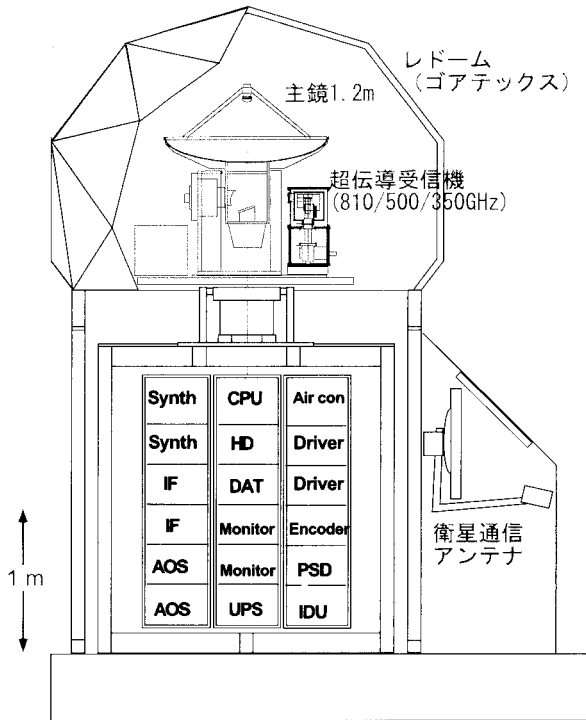 レドーム
(ゴアテックス)
主鏡1.2m
超伝導受信機
(810/500/350GHz)
Synth
CPU
Air con
Synth
HD
Driver
IF
DAT
Driver
IF
Monitor
Encoder
AOS
Monitor
PSD
AOS
UPS
IDU
衛星通信
アンテナ
1m